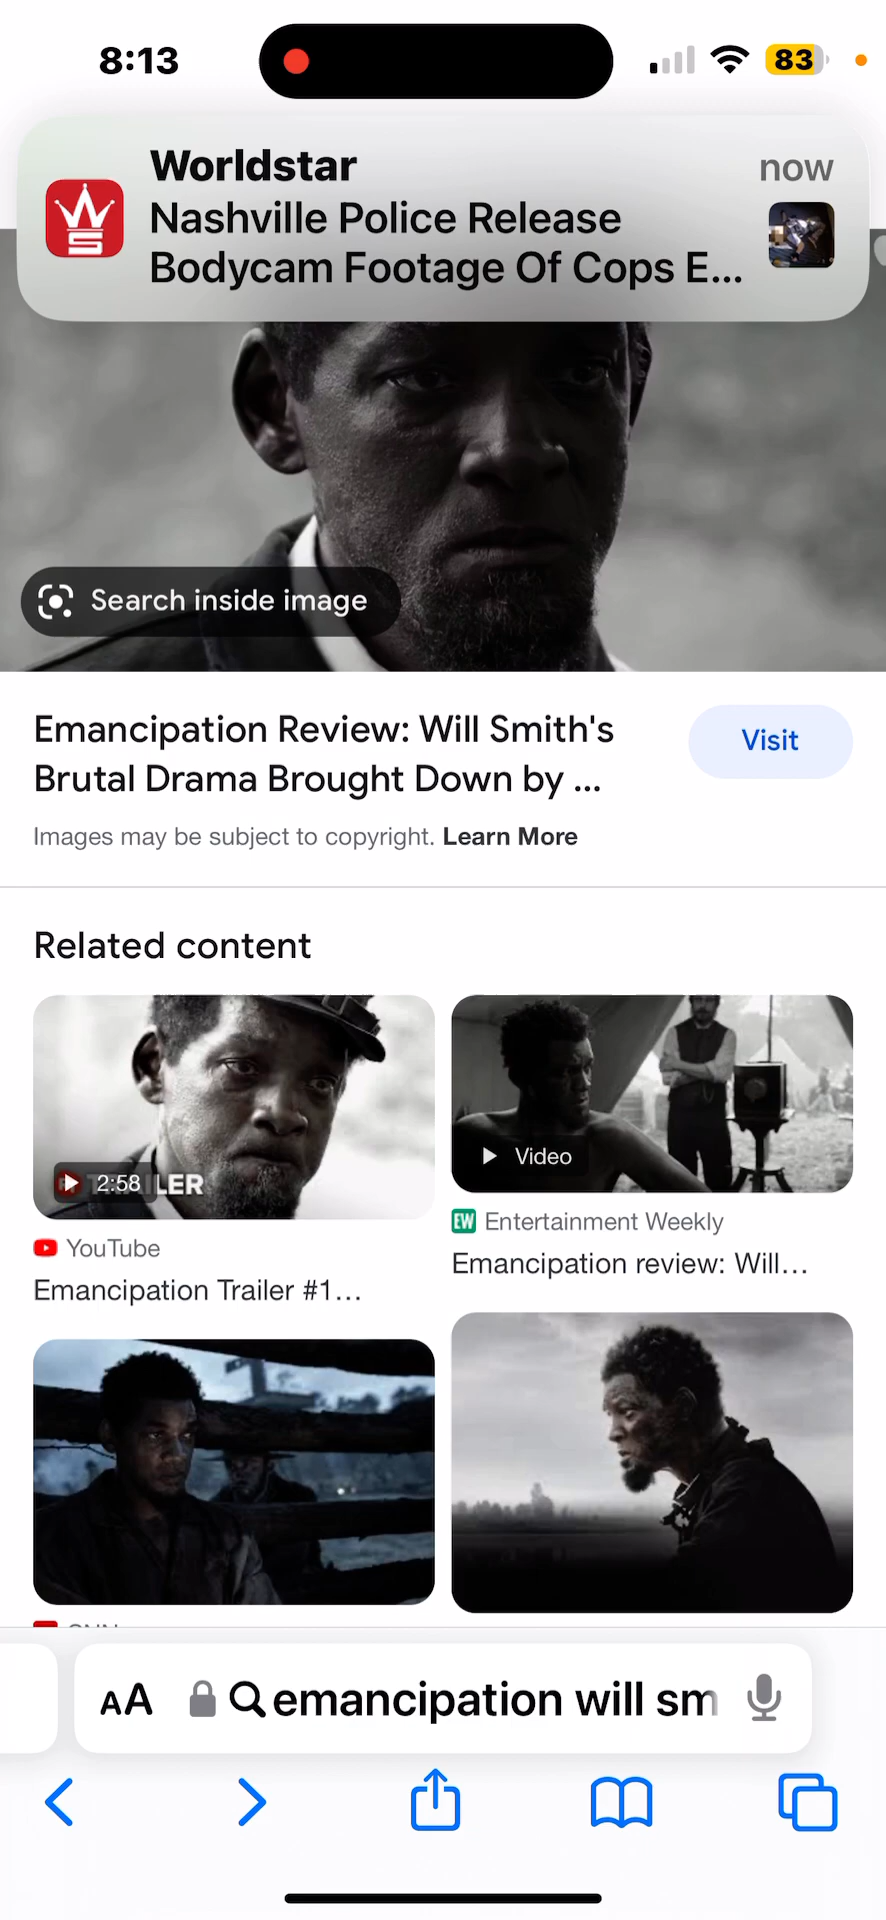 8:13
83
Worldstar
now
Nashville Police Release
Bodycam Footage Of Cops E...
Search inside image
Emancipation Review: Will Smith's
Brutal Drama Brought Down by ...
Visit
Images may be subject to copyright. Learn More
Related content
2:58
LER
Video
YouTube
Emancipation Trailer #1...
EW Entertainment Weekly
Emancipation review: Will...
AA
emancipation will sm